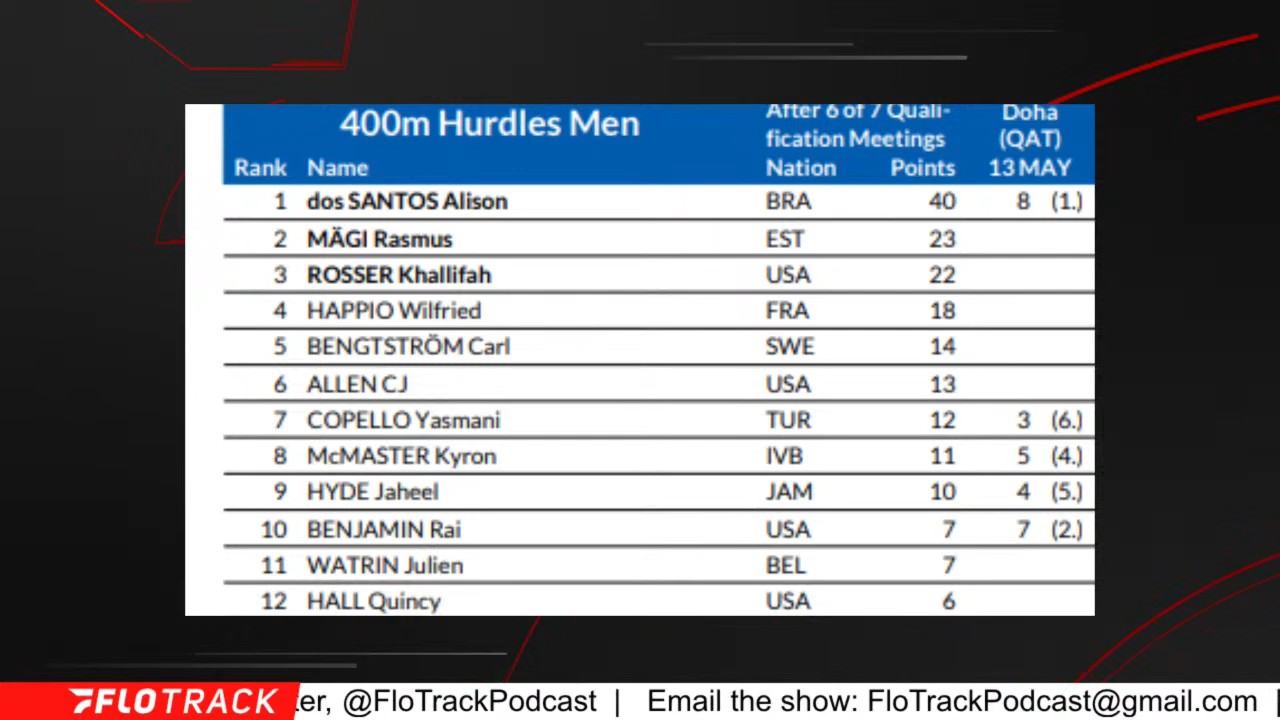 400m Hurdles Men
After 6 of 7 Quali-
fication Meetings
Doha
(QAT)
Rank Name Nation Points 13 MAY
1 dos SANTOS Alison BRA 40 8 (1.)
2 MÄGI Rasmus EST 23
3 ROSSER Khallifah USA 22
4 HAPPIO Wilfried FRA 18
5 BENGTSTRÖM Carl SWE 14
6 ALLEN CJ USA 13
7 COPELLO Yasmani TUR 12 3 (6.)
8 McMASTER Kyron IVB 11 5 (4.)
9 HYDE Jaheel JAM 10 4 (5.)
10 BENJAMIN Rai USA 7 7 (2.)
11 WATRIN Julien BEL 7
12 HALL Quincy USA 6
FLOTRACK ter, @FloTrackPodcast | Email the show: FloTrackPodcast@gmail.com |